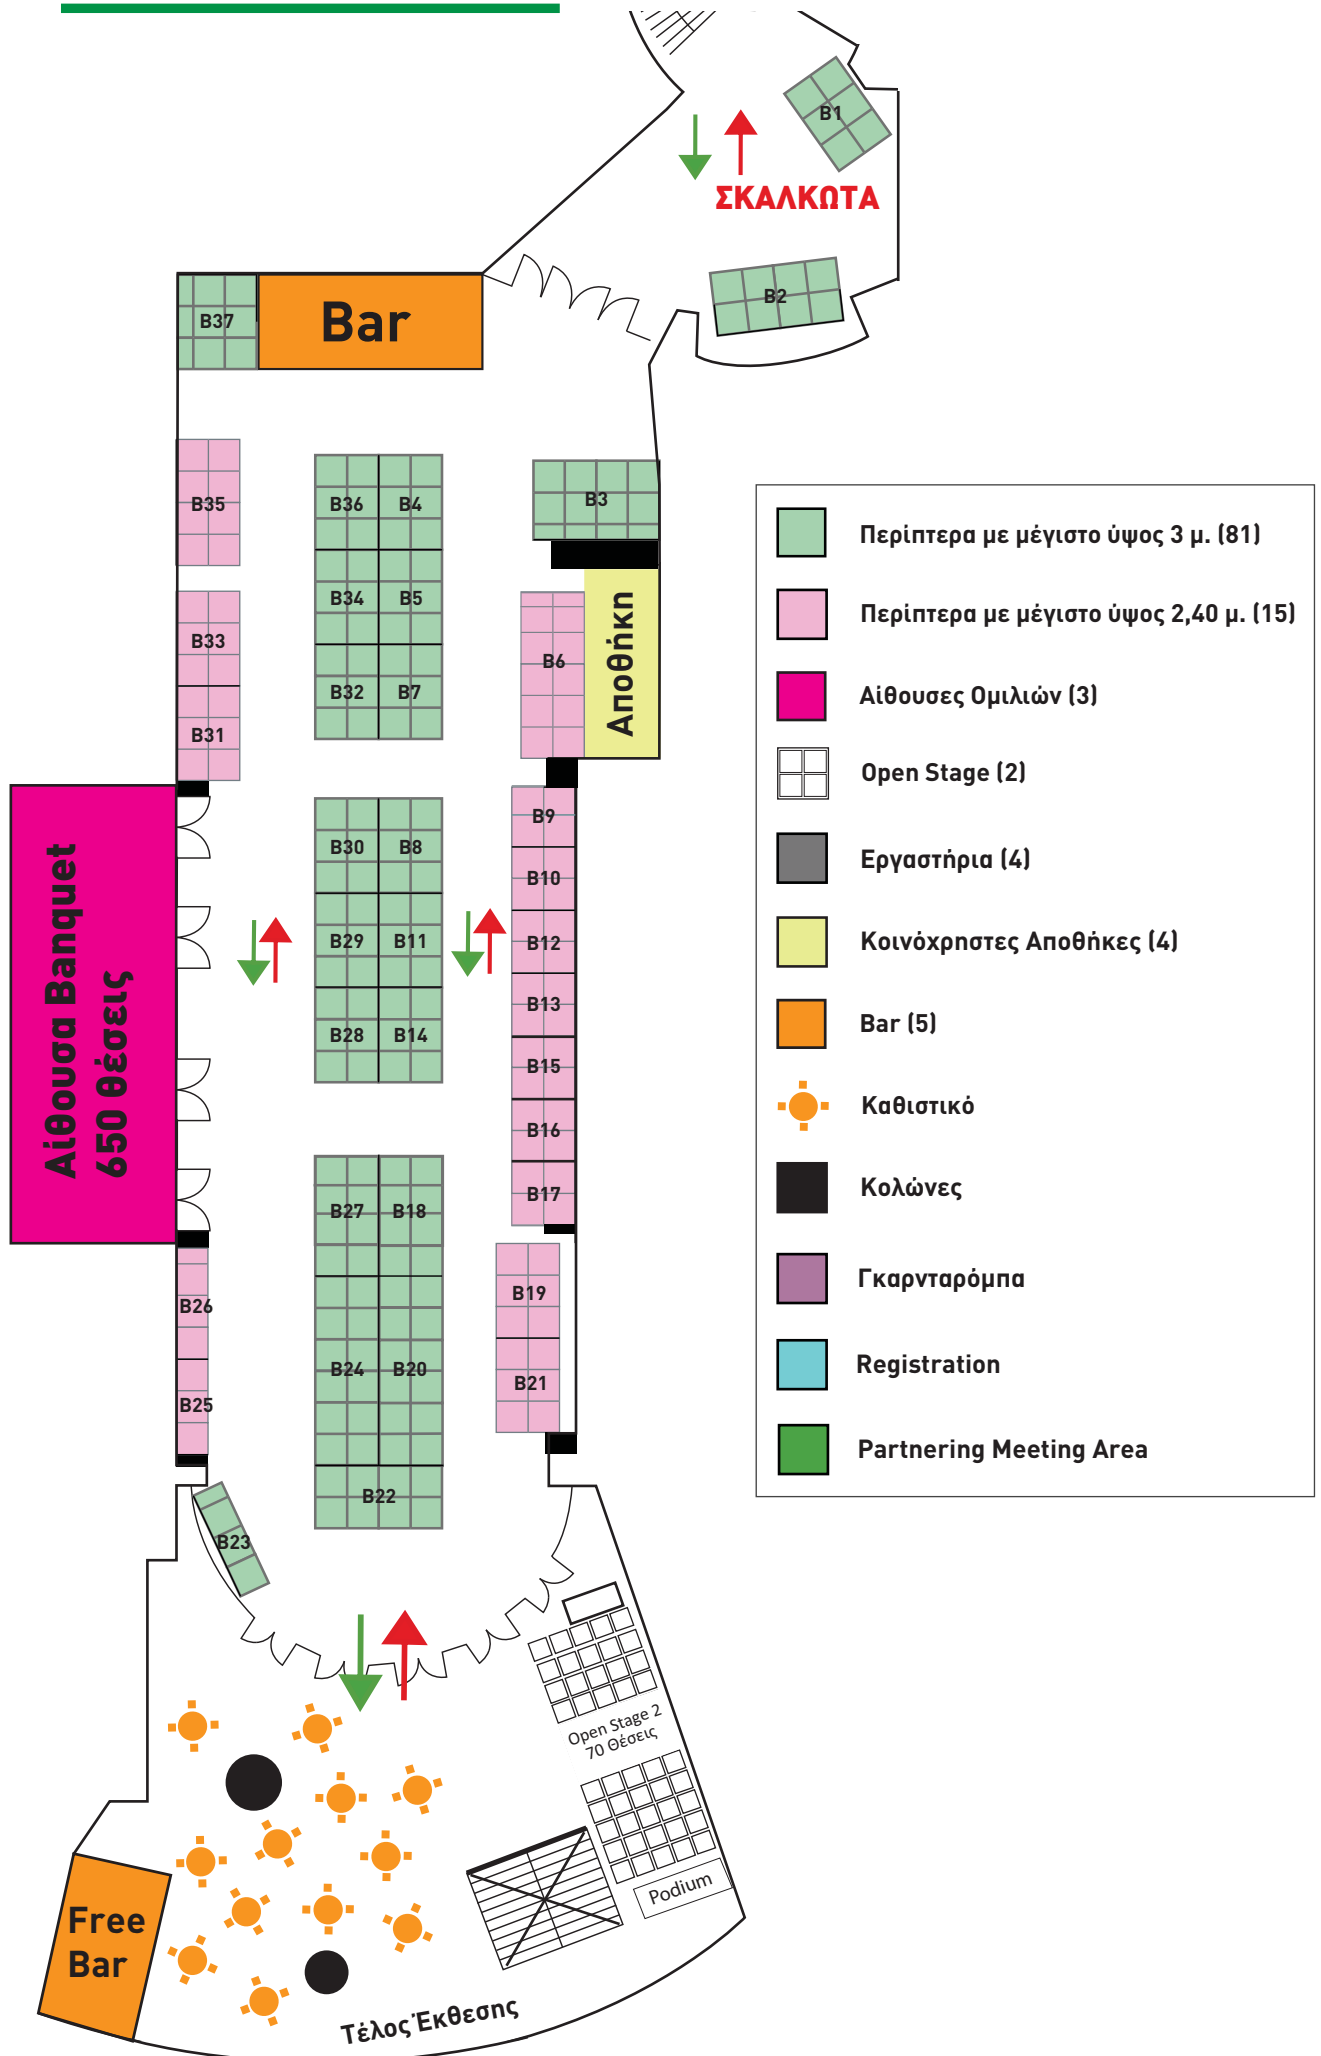 B1
ΣΚΑΛΚΩΤΑ
B2
B37
Bar
B35
B36
B4
B3
B34
B5
B33
B6
Αποθήκη
B32
B7
B31
Αίθουσα Banquet
650 θέσεις
B30
B8
B9
B10
B29
B11
B12
B13
B28
B14
B15
B16
B17
B27
B18
B26
B19
B24
B20
B21
B25
B22
B23
Open Stage 2
70 Θέσεις
Podium
Free
Bar
Τέλος Έκθεσης
Περίπτερα με μέγιστο ύψος 3 μ. (81)
Περίπτερα με μέγιστο ύψος 2,40 μ. (15)
Αίθουσες Ομιλιών (3)
Open Stage (2)
Εργαστήρια (4)
Κοινόχρηστες Αποθήκες (4)
Bar (5)
Καθιστικό
Κολώνες
Γκαρνταρόμπα
Registration
Partnering Meeting Area